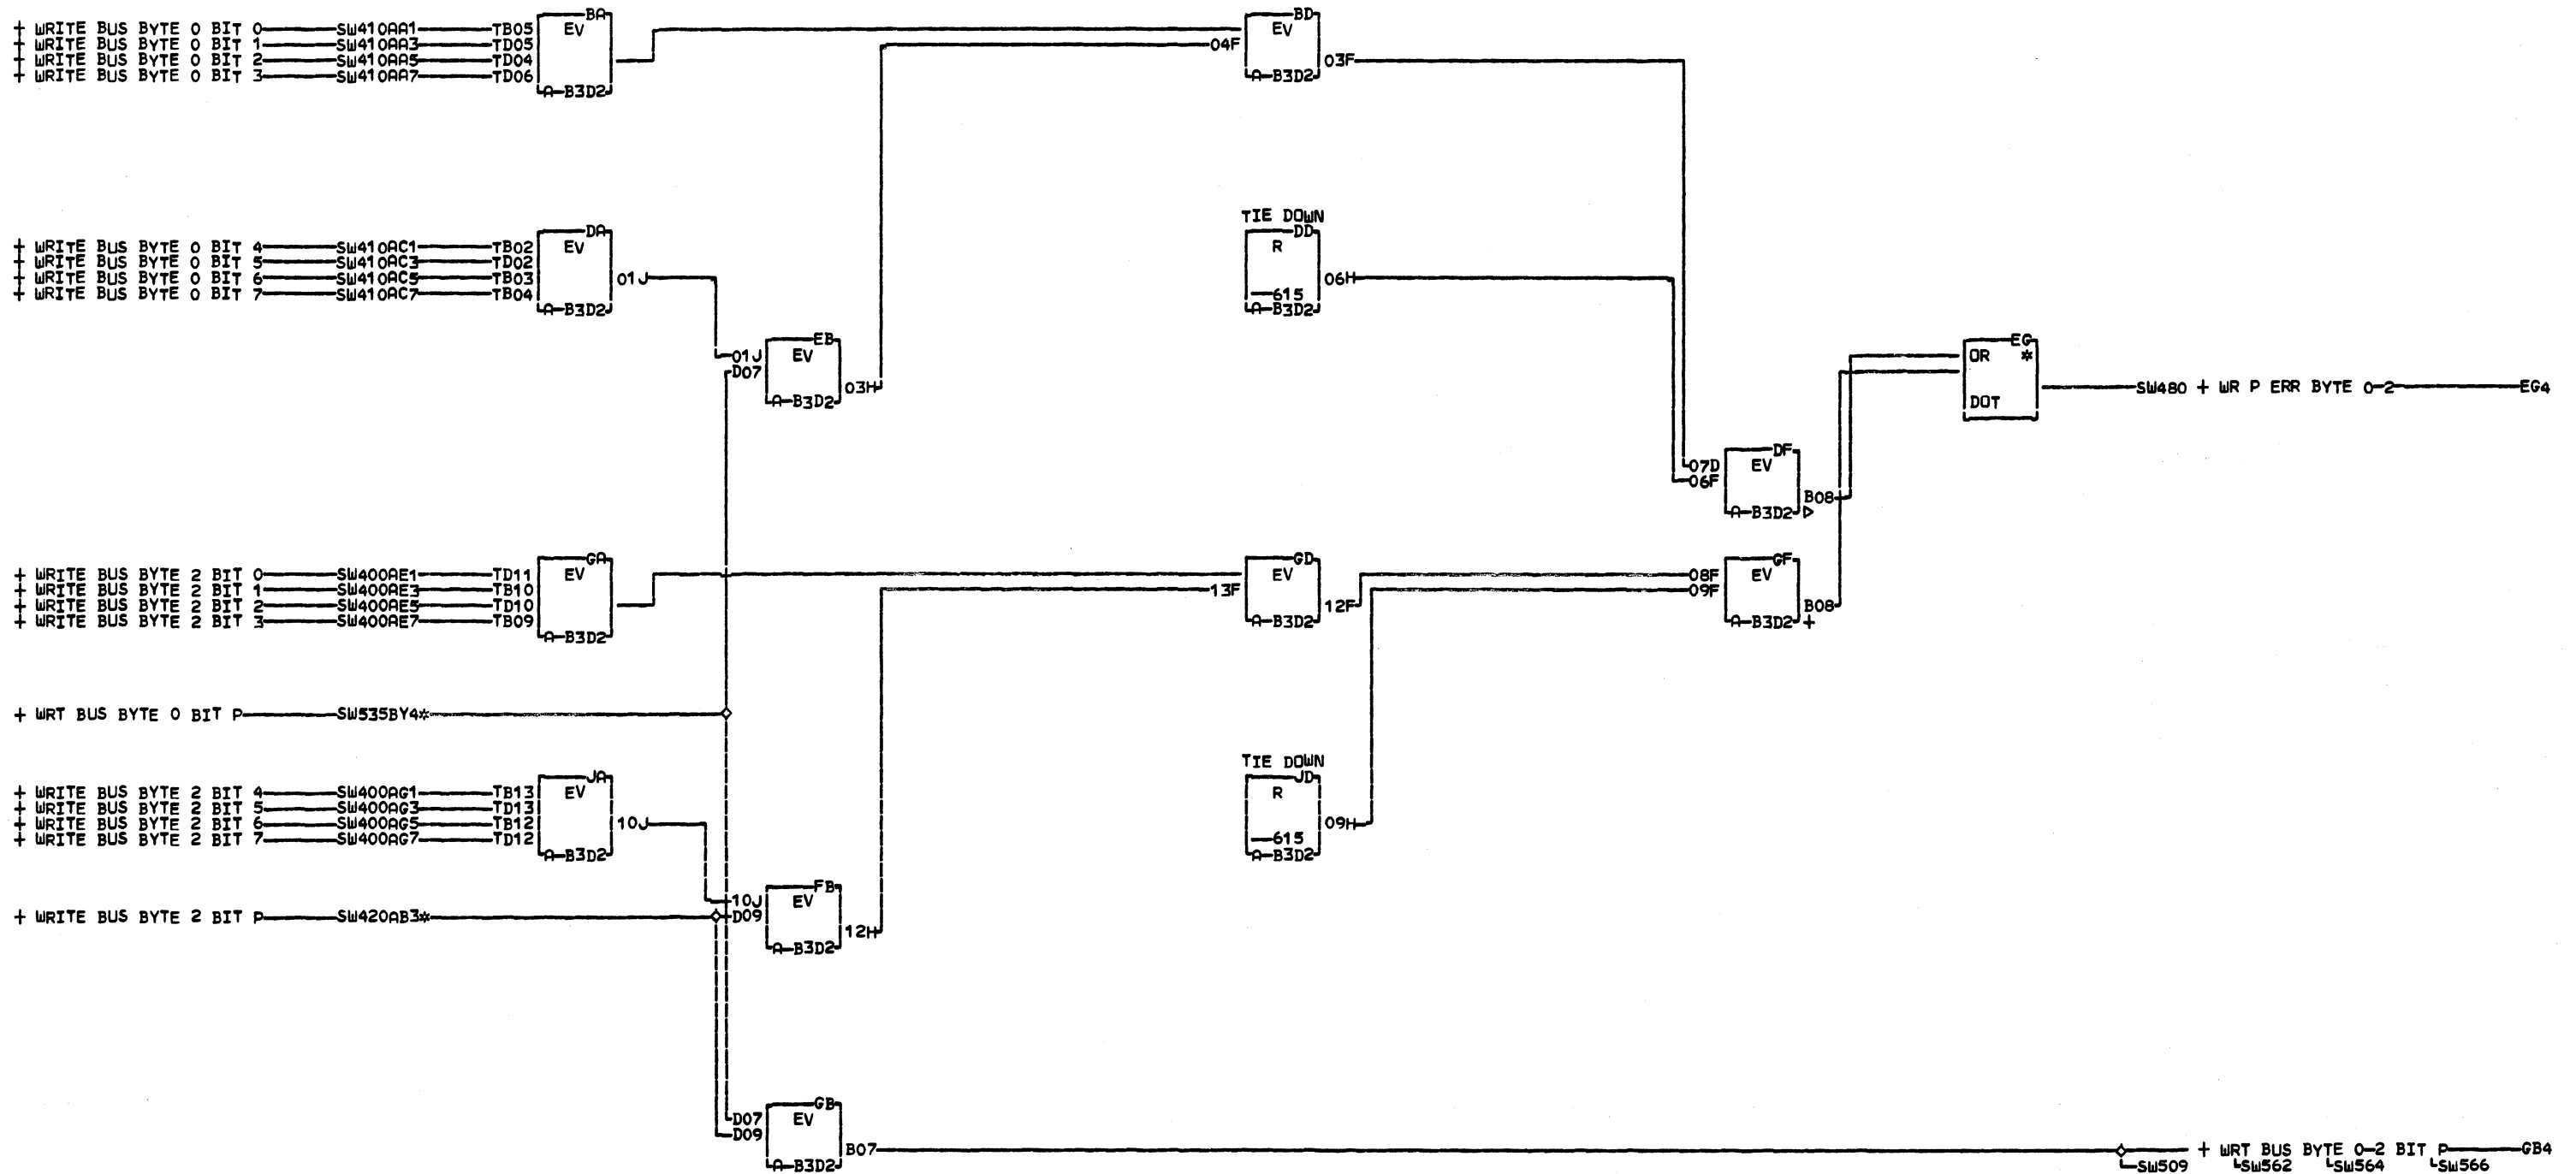 BA BD
+ WRITE BUS BYTE 0 BIT 0 SW410AA1 TB05 EV EV
+ WRITE BUS BYTE 0 BIT 1 SW410AA3 TD05 04F
+ WRITE BUS BYTE 0 BIT 2 SW410AA5 TD04 03F
+ WRITE BUS BYTE 0 BIT 3 SW410AA7 TD06 A-B3D2
A-B3D2
TIE DOWN
DA DD
+ WRITE BUS BYTE 0 BIT 4 SW410AC1 TB02 EV R
+ WRITE BUS BYTE 0 BIT 5 SW410AC3 TD02
+ WRITE BUS BYTE 0 BIT 6 SW410AC5 TB03 01J 06H
+ WRITE BUS BYTE 0 BIT 7 SW410AC7 TB04 615
A-B3D2 A-B3D2
EB EG
01J EV OR *
D07
03H SW480 + WR P ERR BYTE 0-2 EG4
A-B3D2 DOT
DF
07D EV
06F
B08
A-B3D2
GA GD GF
+ WRITE BUS BYTE 2 BIT 0 SW400AE1 TD11 EV EV 08F EV
+ WRITE BUS BYTE 2 BIT 1 SW400AE3 TB10 13F 09F
+ WRITE BUS BYTE 2 BIT 2 SW400AE5 TD10 12F B08
+ WRITE BUS BYTE 2 BIT 3 SW400AE7 TB09 A-B3D2 A-B3D2 +
A-B3D2
+ WRT BUS BYTE 0 BIT P SW535BY4*
TIE DOWN
JA JD
+ WRITE BUS BYTE 2 BIT 4 SW400AG1 TB13 EV R
+ WRITE BUS BYTE 2 BIT 5 SW400AG3 TD13
+ WRITE BUS BYTE 2 BIT 6 SW400AG5 TB12 10J 09H
+ WRITE BUS BYTE 2 BIT 7 SW400AG7 TD12 615
A-B3D2 A-B3D2
FB
10J EV
+ WRITE BUS BYTE 2 BIT P SW420AB3* D09
12H
A-B3D2
GB
D07 EV
D09
B07 + WRT BUS BYTE 0-2 BIT P GB4
A-B3D2 SW509 SW562 SW564 SW566